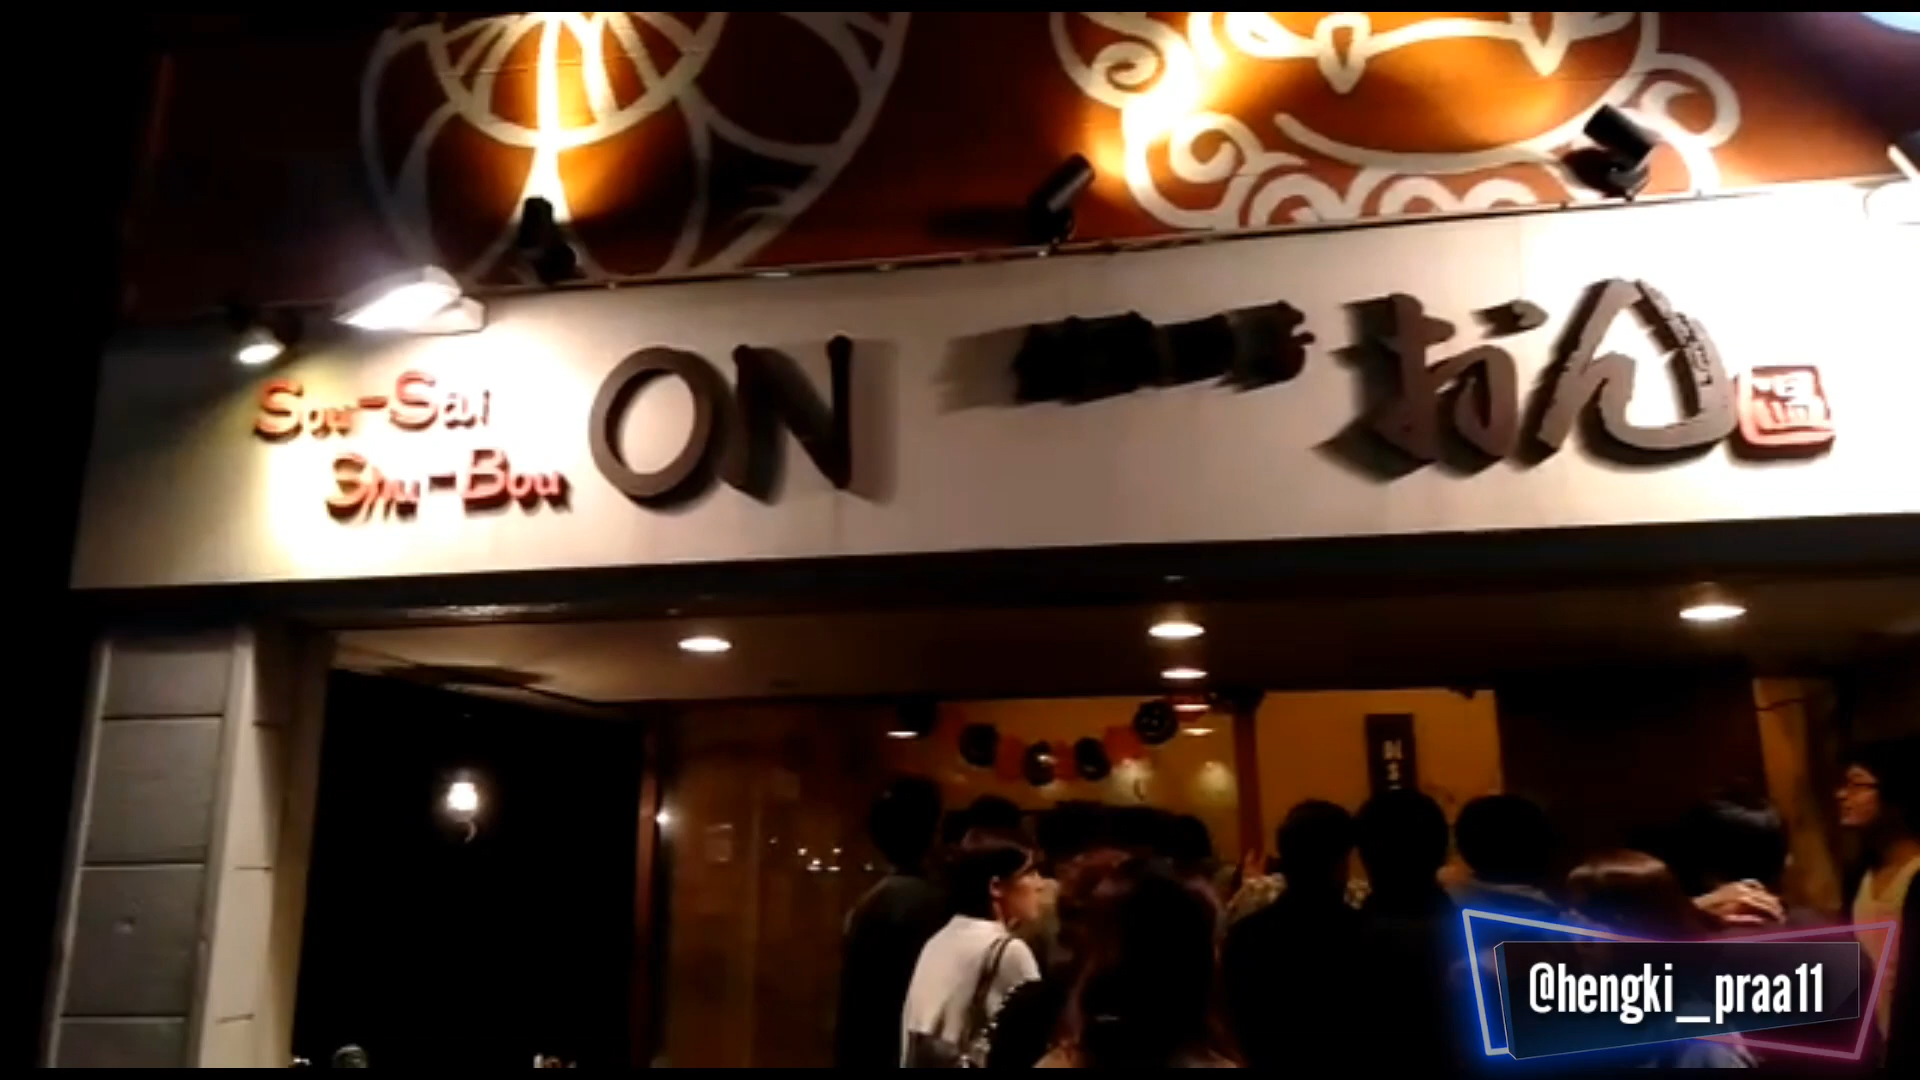 Sou-Sai
Shu-Bou
ON
おん
温
@hengki_praa11